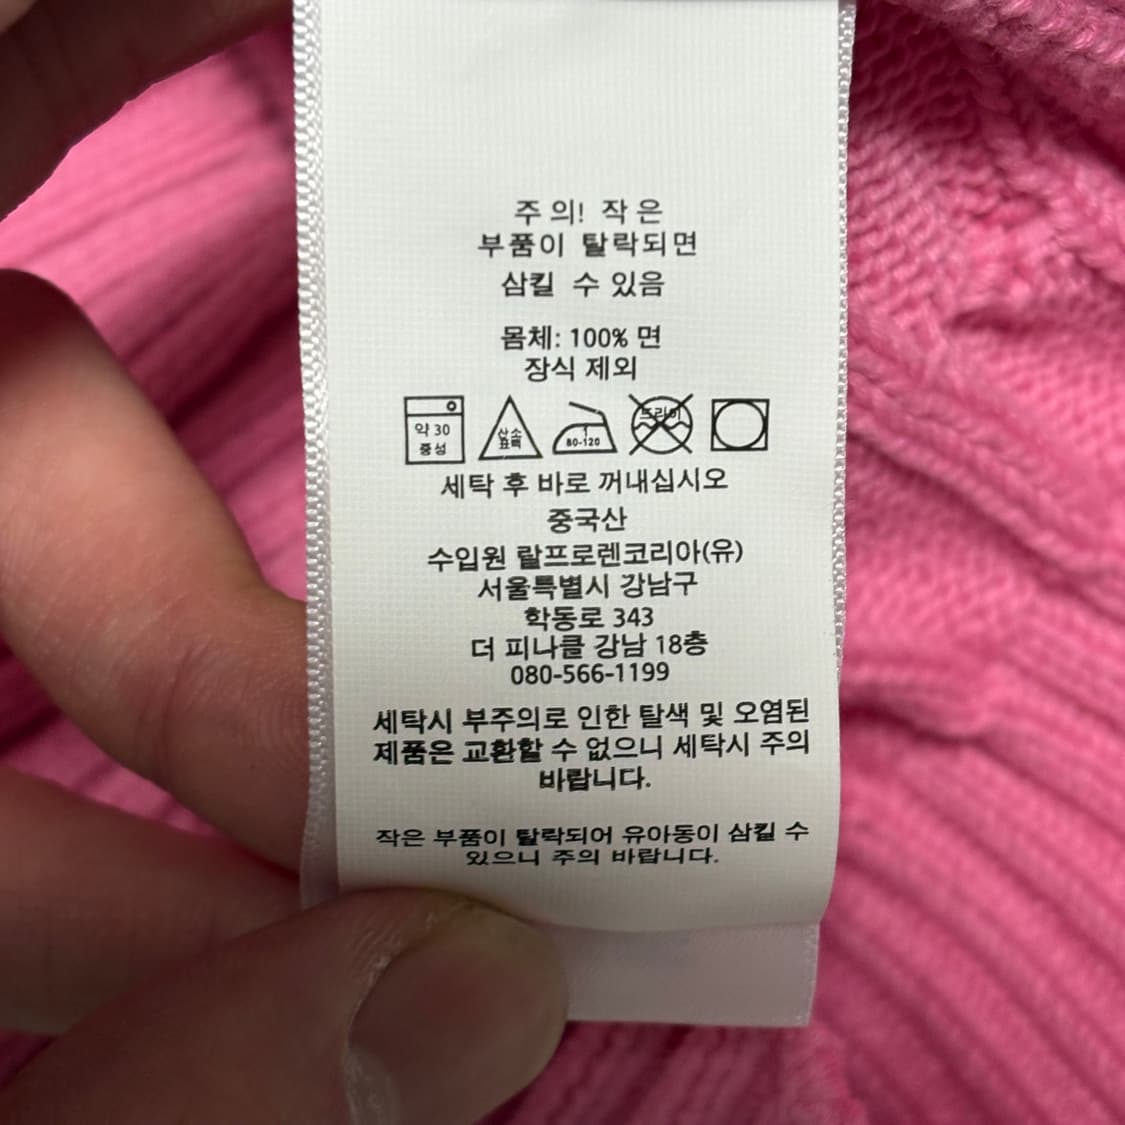 주의! 작은
부품이 탈락되면
삼킬 수 있음
몸체: 100% 면
장식 제외
약 30
중성
산소
표백
1
80-120
드라이
세탁 후 바로 꺼내십시오
중국산
수입원 랄프로렌코리아(유)
서울특별시 강남구
학동로 343
더 피나클 강남 18층
080-566-1199
세탁시 부주의로 인한 탈색 및 오염된
제품은 교환할 수 없으니 세탁시 주의
바랍니다.
작은 부품이 탈락되어 유아동이 삼킬 수
있으니 주의 바랍니다.